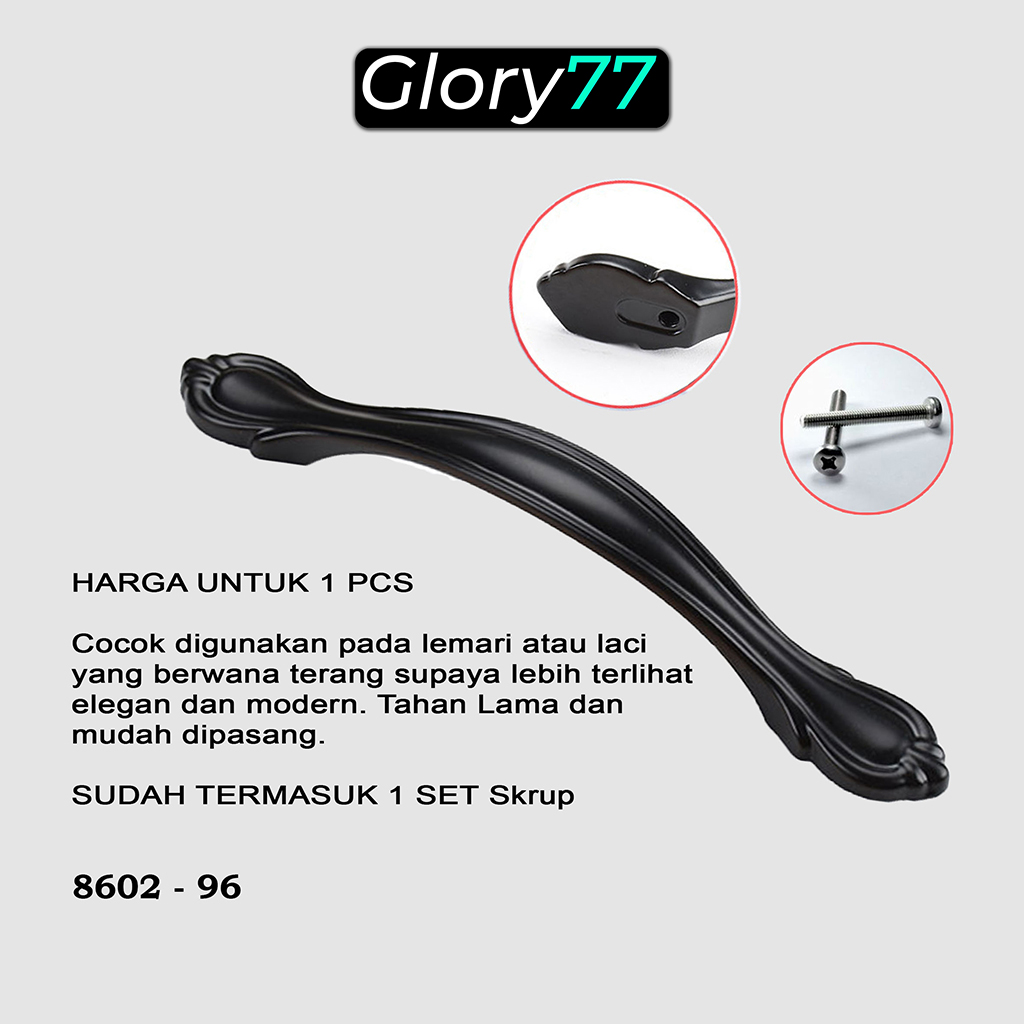 Glory77
HARGA UNTUK 1 PCS
Cocok digunakan pada lemari atau laci
yang berwana terang supaya lebih terlihat
elegan dan modern. Tahan Lama dan
mudah dipasang.
SUDAH TERMASUK 1 SET Skrup
8602 - 96